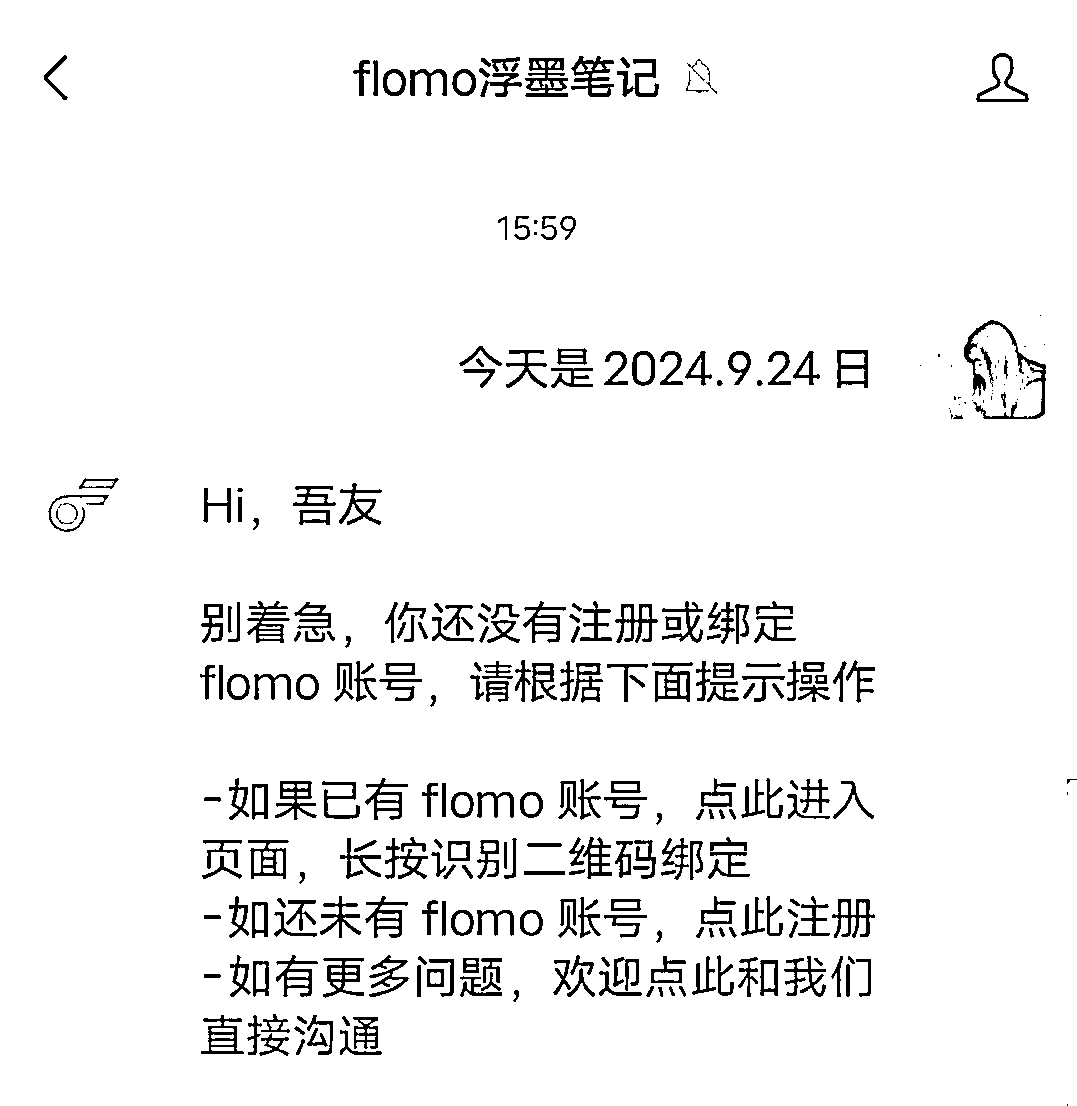 flomo浮墨笔记
15:59
今天是2024.9.24 日
Hi，吾友
别着急，你还没有注册或绑定
flomo 账号，请根据下面提示操作
-如果已有 flomo 账号，点此进入
页面，长按识别二维码绑定
-如还未有 flomo 账号，点此注册
-如有更多问题，欢迎点此和我们
直接沟通